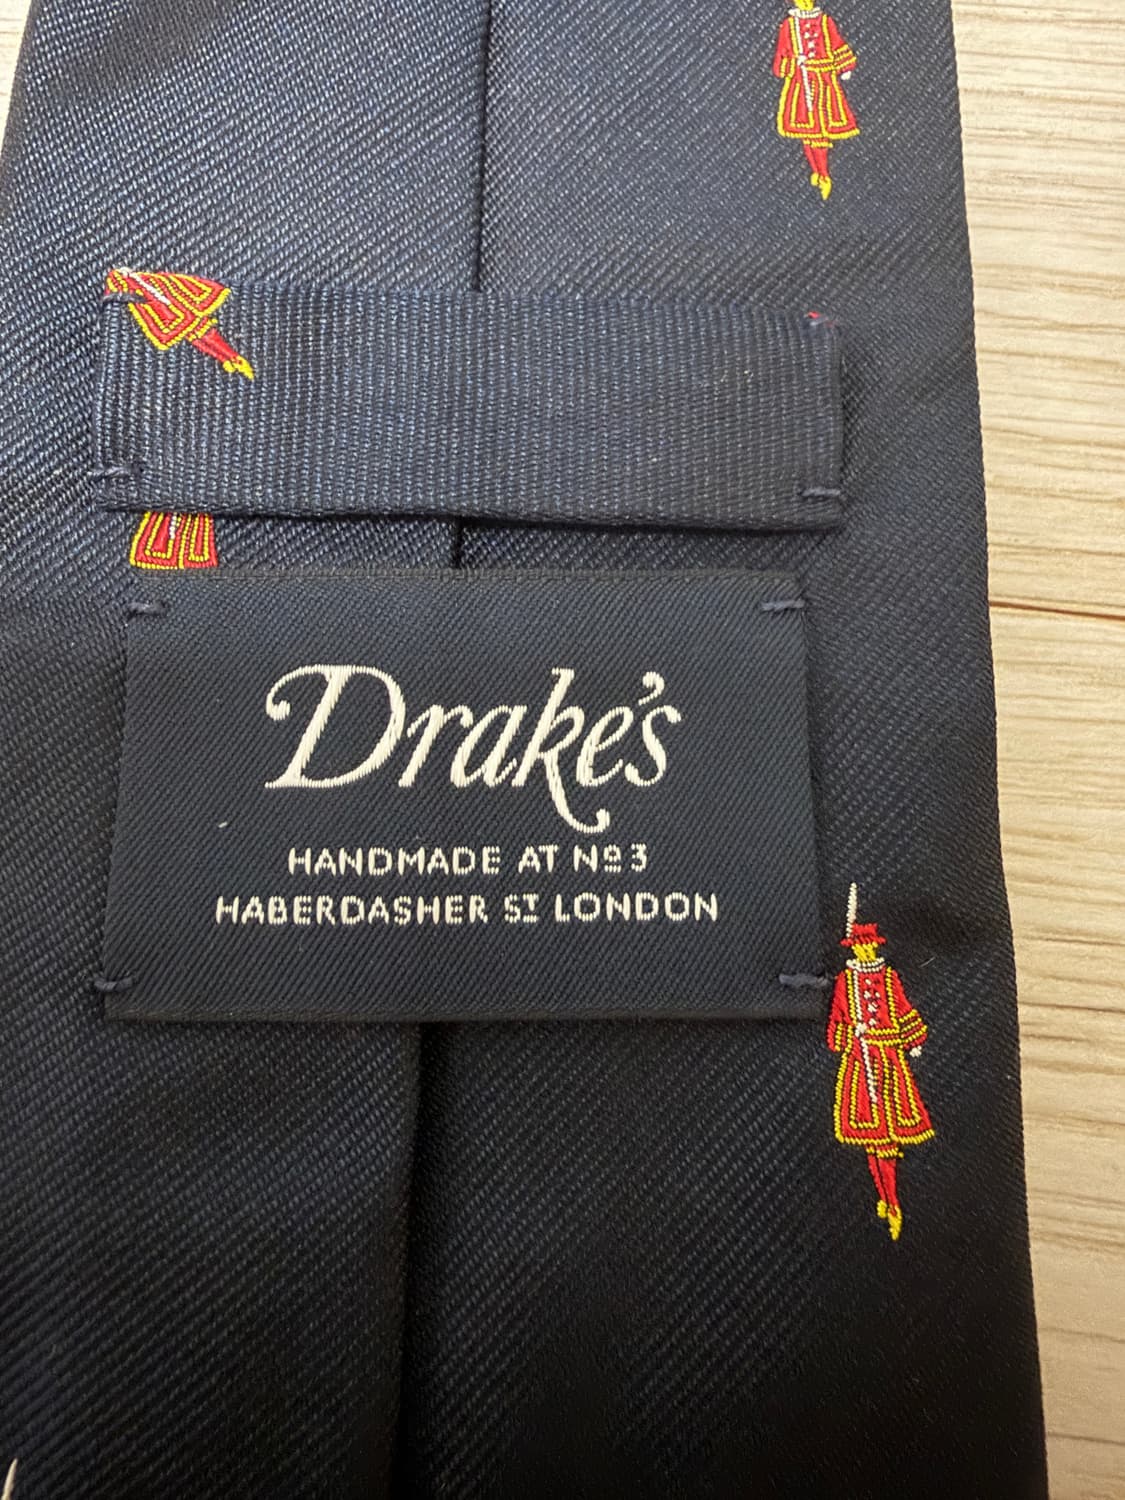 Drake's
HANDMADE AT Nº 3
HABERDASHER ST LONDON